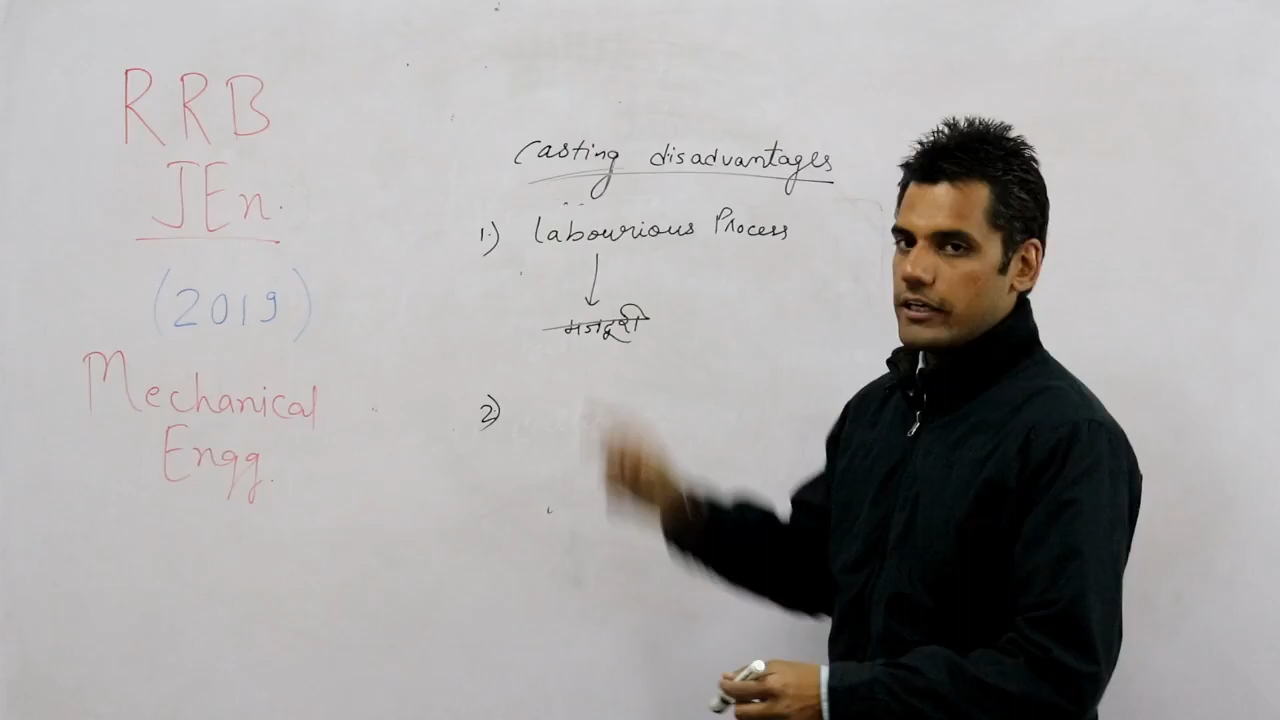 RRB
JEn.
(2019)
Mechanical
Engg.
Casting disadvantages
1.) Labourious Process
मजदूरी
2.)